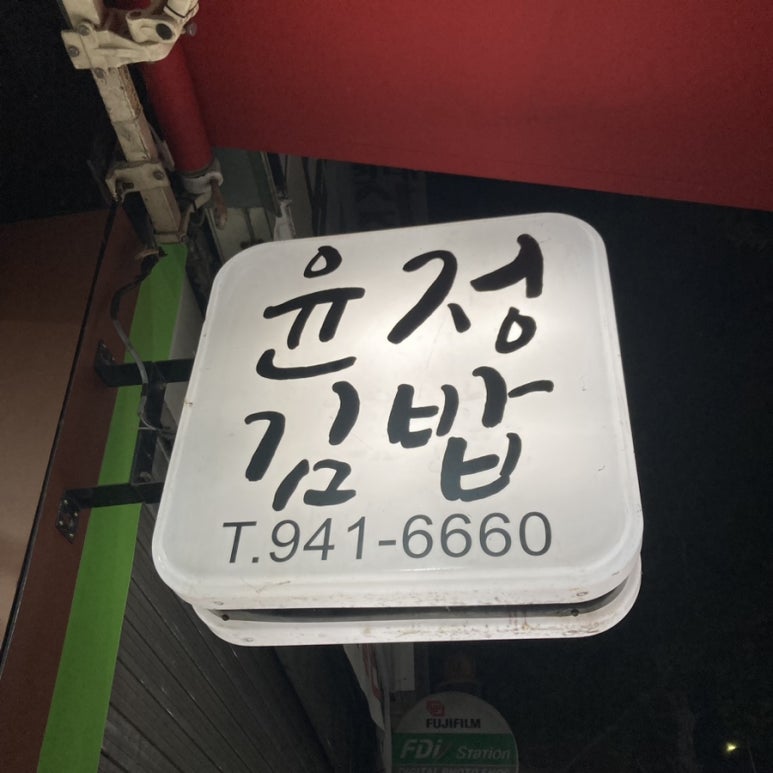 윤정
김밥
T.941-6660
FUJIFILM
FDi Station